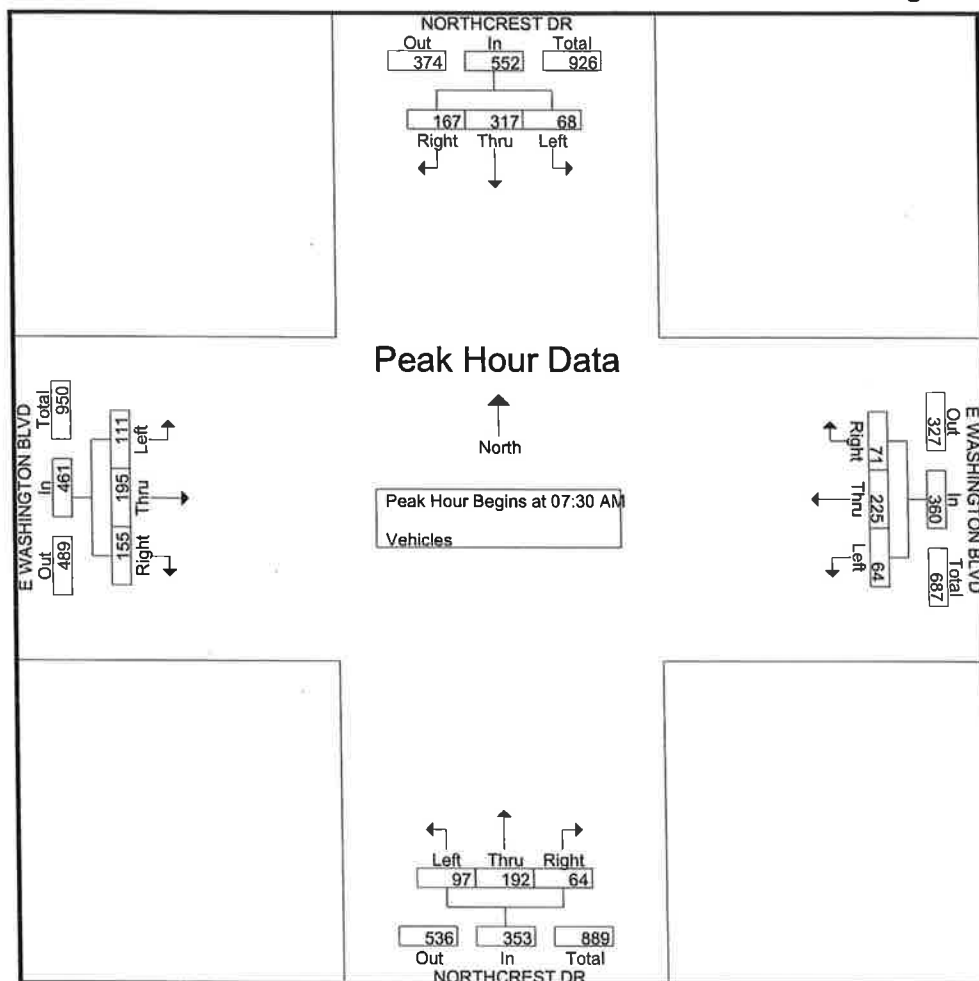 NORTHCREST DR
Out In Total
374 552 926
167 317 68
Right Thru Left
Peak Hour Data
North
Peak Hour Begins at 07:30 AM
Vehicles
E WASHINGTON BLVD
Total 950
In 461
Out 489
Left 111
Thru 195
Right 155
Right 71
Thru 225
Left 64
Out 327
In 360
Total 687
E WASHINGTON BLVD
Left Thru Right
97 192 64
536 353 889
Out In Total
NORTHCREST DR